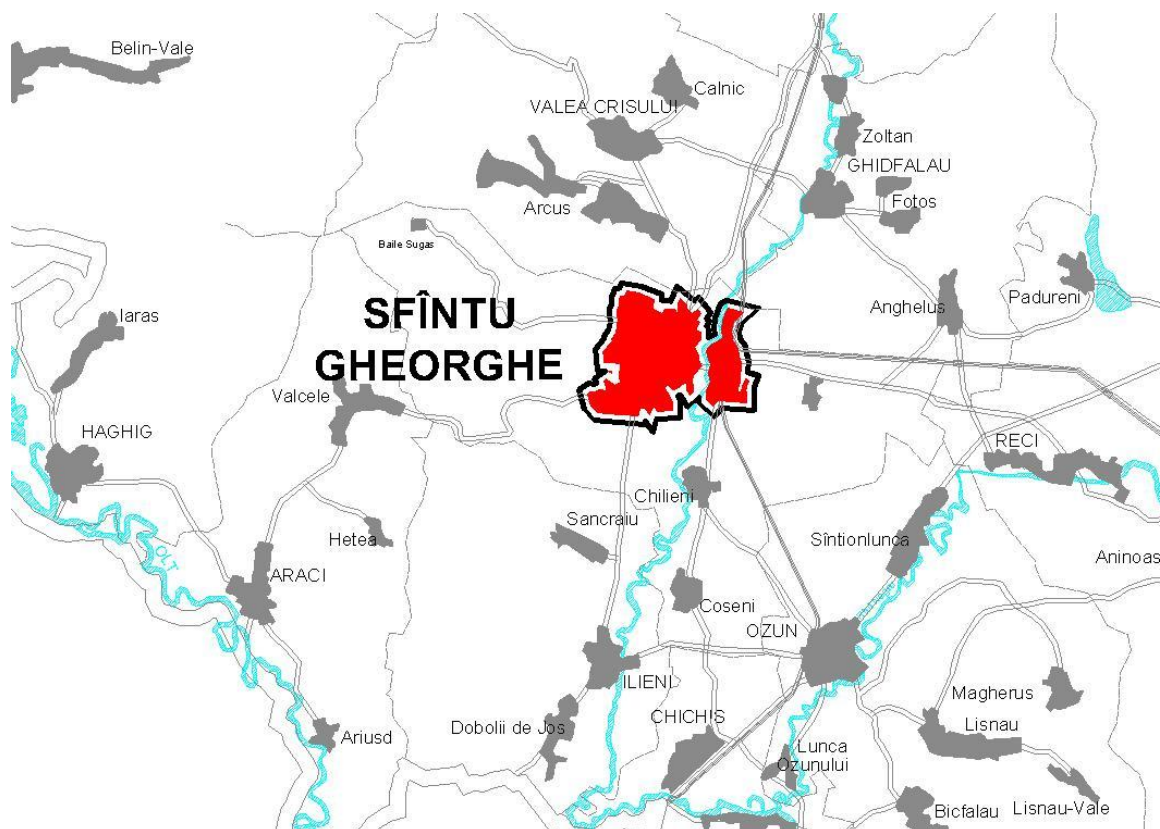 Belin-Vale
Calnic
VALEA CRISULUI
Zoltan
GHIDFALAU
Fotos
Arcus
Baile Sugas
SFÎNTU
GHEORGHE
Padureni
Anghelus
Iaras
Valcele
HAGHIG
RECI
Chilieni
Sancraiu
Hetea
Sîntionlunca
OLT
ARACI
Aninoas
Coseni
OZUN
ILIENI
Magherus
CHICHIS
Lisnau
Dobolii de Jos
Ariusd
Lunca
Ozunului
Lisnau-Vale
Bicfalau